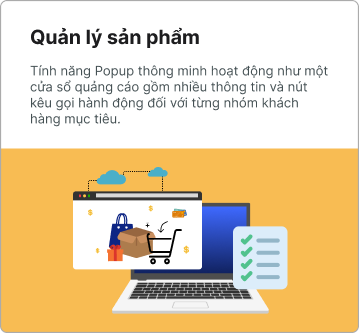 Quản lý sản phẩm
Tính năng Popup thông minh hoạt động như một
cửa sổ quảng cáo gồm nhiều thông tin và nút
kêu gọi hành động đối với từng nhóm khách
hàng mục tiêu.